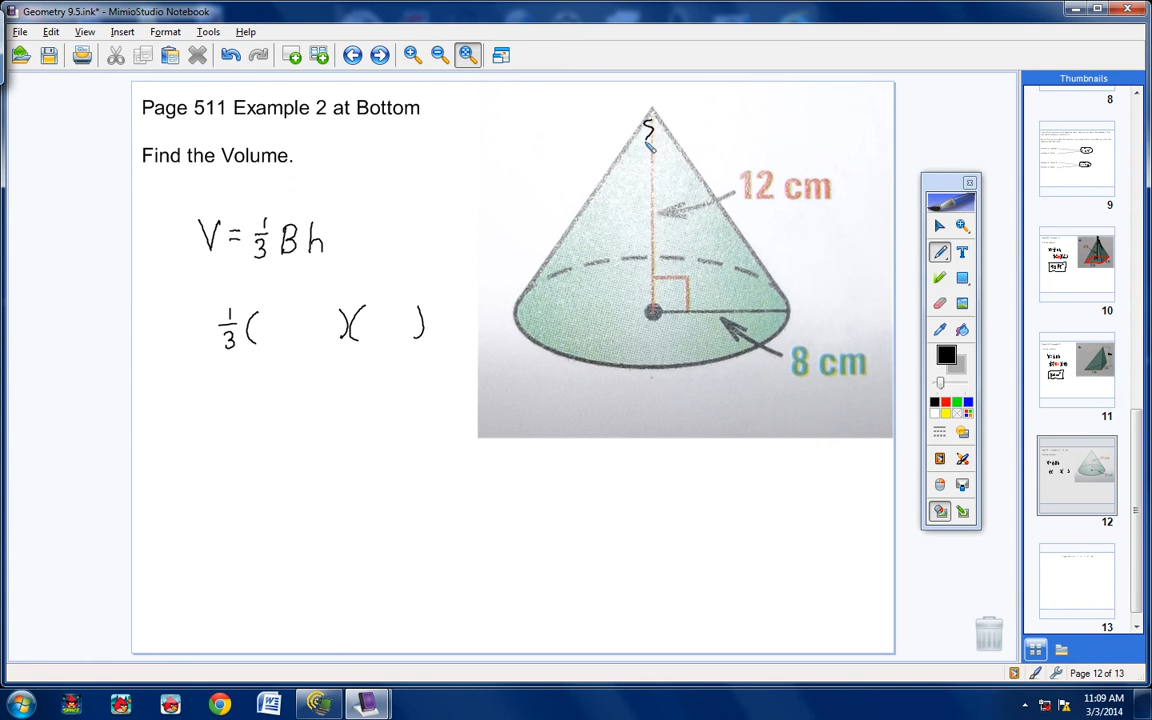 Geometry 9.5.ink* - MimioStudio Notebook
File Edit View Insert Format Tools Help
Thumbnails
Page 511 Example 2 at Bottom
Find the Volume.
V = 1/3 B h
1/3 ( )( )
12 cm
8 cm
8
9
10
11
12
13
Page 12 of 13
11:09 AM
3/3/2014